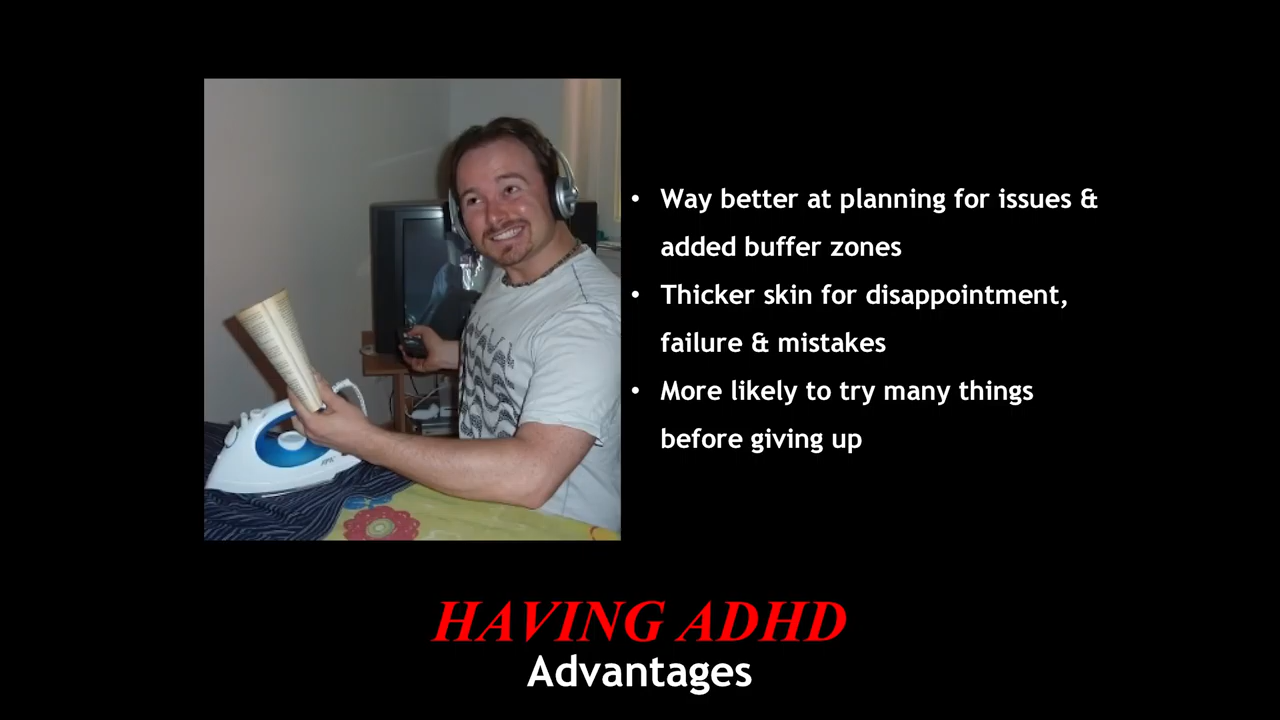 • Way better at planning for issues &
added buffer zones
• Thicker skin for disappointment,
failure & mistakes
• More likely to try many things
before giving up
HAVING ADHD
Advantages